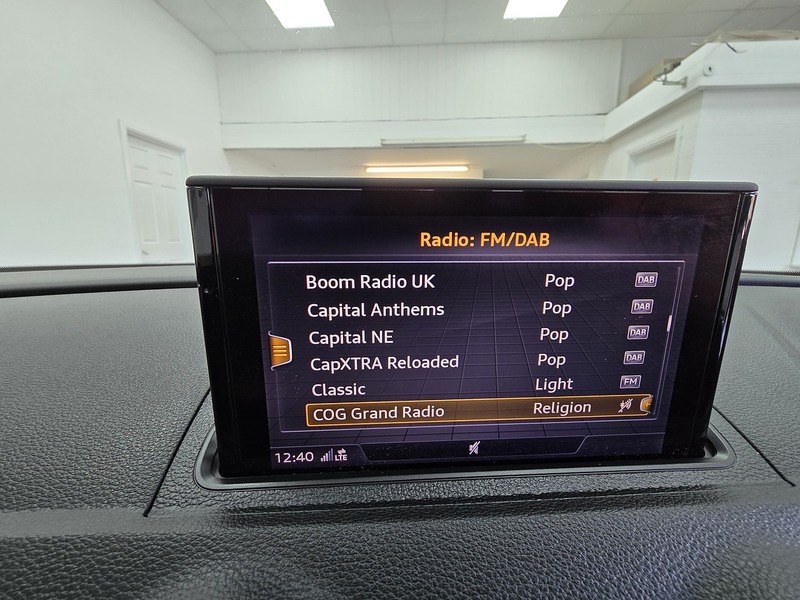 Radio: FM/DAB
Boom Radio UK Pop DAB
Capital Anthems Pop DAB
Capital NE Pop DAB
CapXTRA Reloaded Pop DAB
Classic Light FM
COG Grand Radio Religion
12:40 LTE